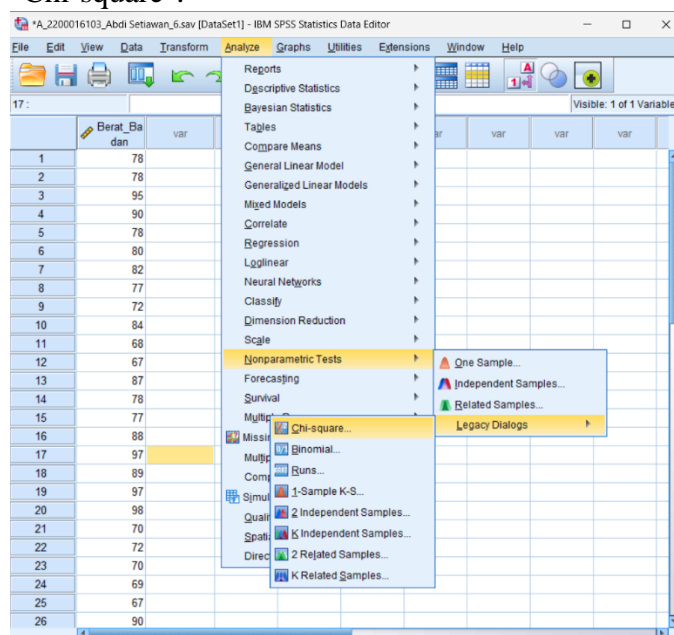 "Chi-square".
*A_2200016103_Abdi Setiawan_6.sav [DataSet1] - IBM SPSS Statistics Data Editor
File Edit View Data Transform Analyze Graphs Utilities Extensions Window Help
17 :
Visible: 1 of 1 Variable
Berat_Ba
dan
var var var var
1 78
2 78
3 95
4 90
5 78
6 80
7 82
8 77
9 72
10 84
11 68
12 67
13 87
14 78
15 77
16 88
17 97
18 89
19 97
20 98
21 70
22 72
23 70
24 69
25 67
26 90
Reports
Descriptive Statistics
Bayesian Statistics
Tables
Compare Means
General Linear Model
Generalized Linear Models
Mixed Models
Correlate
Regression
Loglinear
Neural Networks
Classify
Dimension Reduction
Scale
Nonparametric Tests
Forecasting
Survival
One Sample...
Independent Samples...
Related Samples...
Legacy Dialogs
Chi-square...
Binomial...
Runs...
1-Sample K-S...
2 Independent Samples...
K Independent Samples...
2 Related Samples...
K Related Samples...